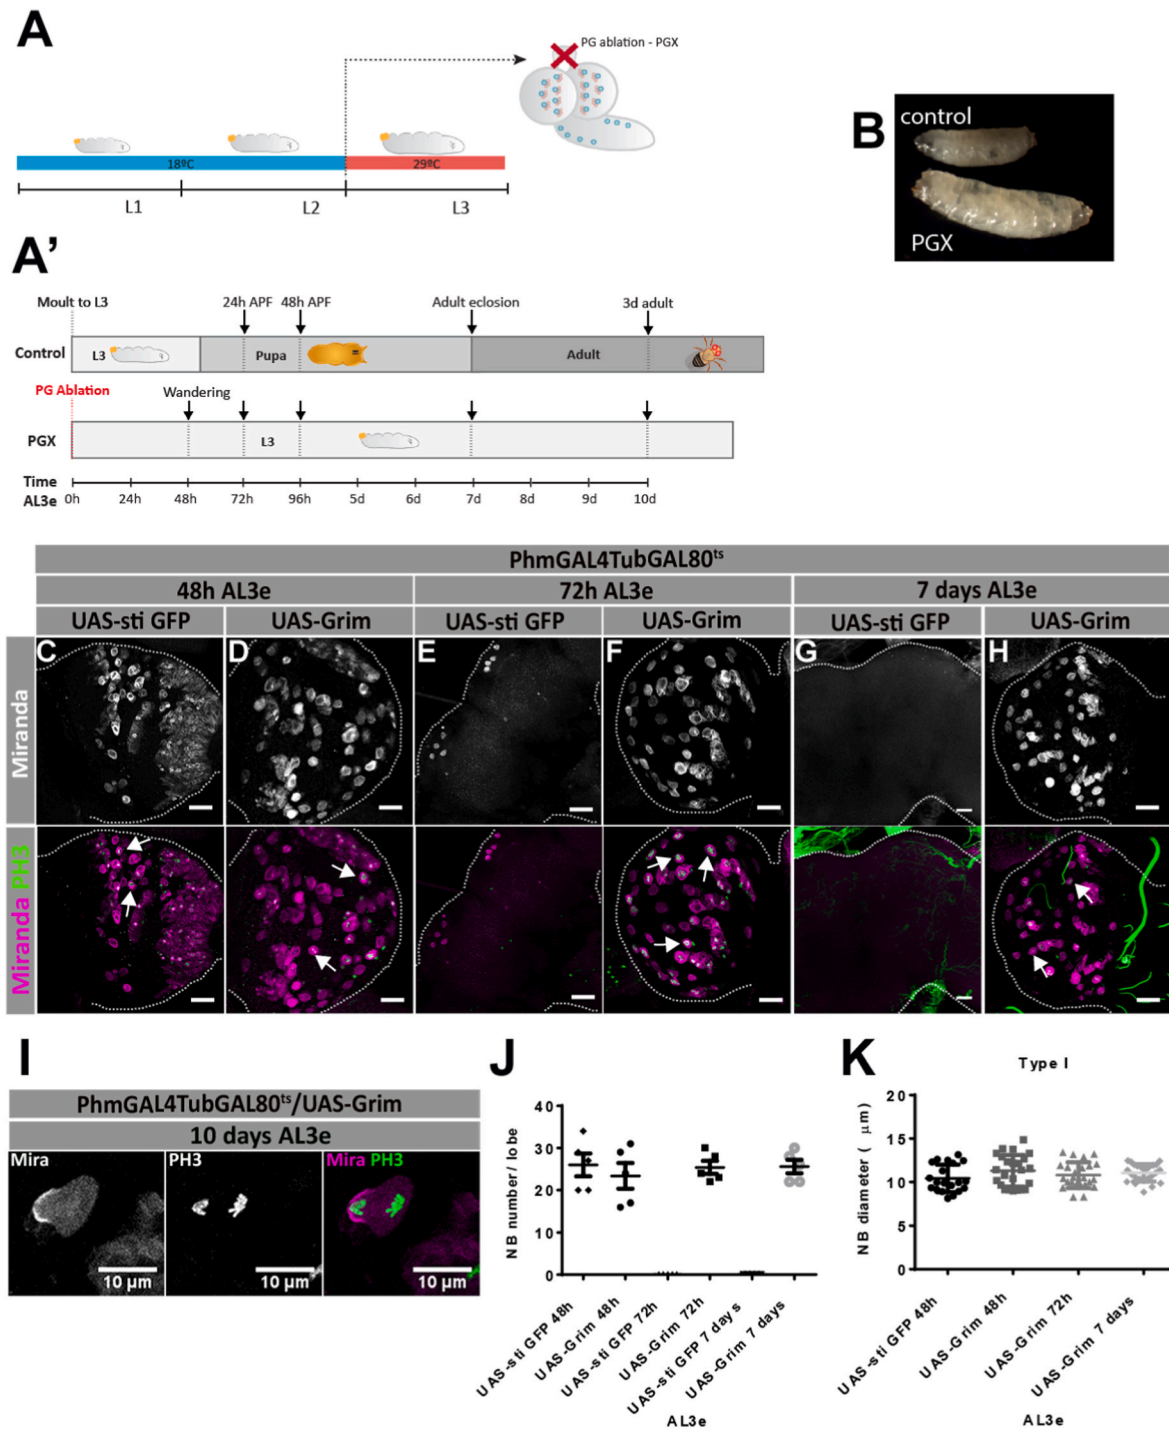 A
PG ablation - PGX
18ºC
29ºC
L1
L2
L3
B
control
PGX
A'
Moult to L3
24h APF
48h APF
Adult eclosion
3d adult
Control
L3
Pupa
Adult
PG Ablation
Wandering
PGX
L3
Time
AL3e
0h
24h
48h
72h
96h
5d
6d
7d
8d
9d
10d
PhmGAL4TubGAL80ts
48h AL3e
72h AL3e
7 days AL3e
UAS-sti GFP
UAS-Grim
UAS-sti GFP
UAS-Grim
UAS-sti GFP
UAS-Grim
C
D
E
F
G
H
Miranda
Miranda PH3
I
PhmGAL4TubGAL80ts/UAS-Grim
10 days AL3e
Mira
PH3
Mira PH3
10 µm
10 µm
10 µm
J
NB number/ lobe
40
30
20
10
0
UAS-sti GFP 48h
UAS-Grim 48h
UAS-sti GFP 72h
UAS-Grim 72h
UAS-sti GFP 7 days
UAS-Grim 7 days
AL3e
K
Type I
NB diameter ( µm)
20
15
10
5
0
UAS-sti GFP 48h
UAS-Grim 48h
UAS-Grim 72h
UAS-Grim 7 days
AL3e